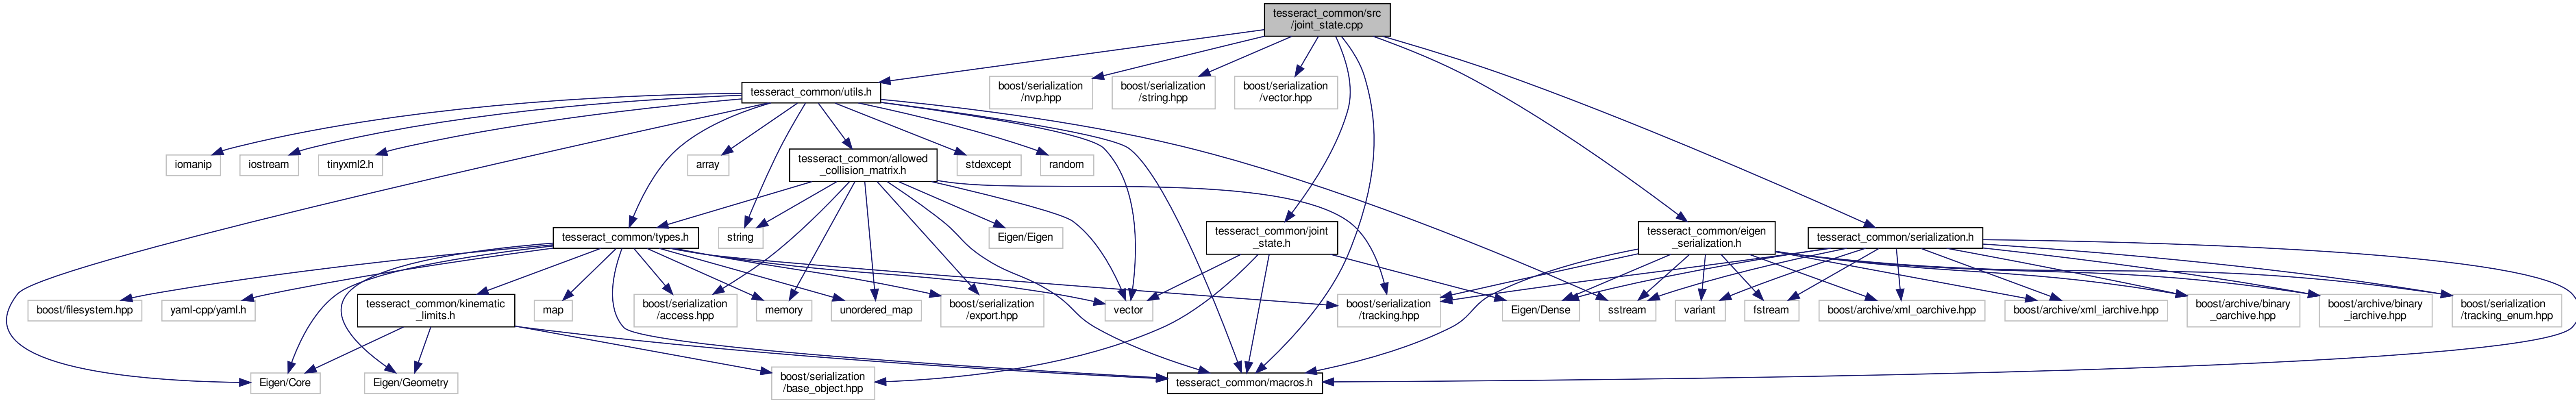 tesseract_common/src
/joint_state.cpp
tesseract_common/utils.h
boost/serialization
/nvp.hpp
boost/serialization
/string.hpp
boost/serialization
/vector.hpp
iomanip
iostream
tinyxml2.h
array
tesseract_common/allowed
_collision_matrix.h
stdexcept
random
tesseract_common/types.h
string
Eigen/Eigen
tesseract_common/joint
_state.h
tesseract_common/eigen
_serialization.h
tesseract_common/serialization.h
boost/filesystem.hpp
yaml-cpp/yaml.h
tesseract_common/kinematic
_limits.h
map
boost/serialization
/access.hpp
memory
unordered_map
boost/serialization
/export.hpp
vector
boost/serialization
/tracking.hpp
Eigen/Dense
sstream
variant
fstream
boost/archive/xml_oarchive.hpp
boost/archive/xml_iarchive.hpp
boost/archive/binary
_oarchive.hpp
boost/archive/binary
_iarchive.hpp
boost/serialization
/tracking_enum.hpp
Eigen/Core
Eigen/Geometry
boost/serialization
/base_object.hpp
tesseract_common/macros.h